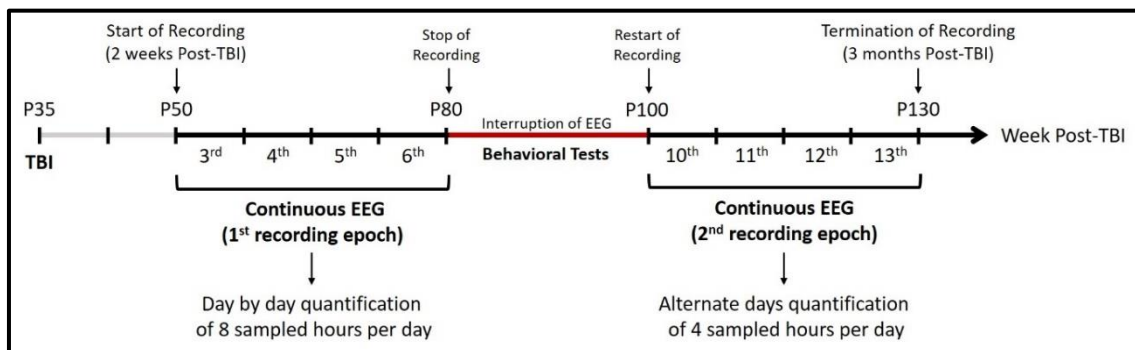 Start of Recording
(2 weeks Post-TBI)
Stop of
Recording
Restart of
Recording
Termination of Recording
(3 months Post-TBI)
P35
P50
P80
P100
P130
Interruption of EEG
Week Post-TBI
TBI
3rd
4th
5th
6th
Behavioral Tests
10th
11th
12th
13th
Continuous EEG
(1st recording epoch)
Continuous EEG
(2nd recording epoch)
Day by day quantification
of 8 sampled hours per day
Alternate days quantification
of 4 sampled hours per day